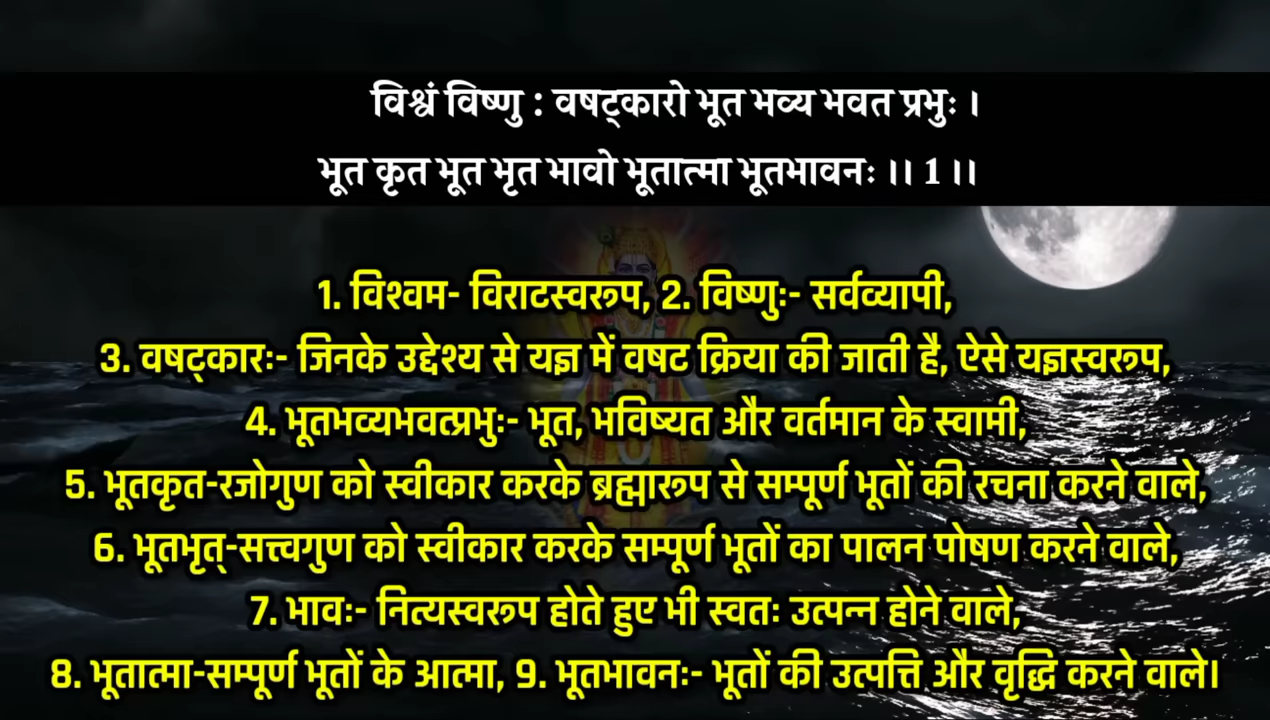 विश्वं विष्णु : वषट्कारो भूत भव्य भवत प्रभुः ।
भूत कृत भूत भृत भावो भूतात्मा भूतभावनः ।। 1 ।।
1. विश्वम- विराटस्वरूप, 2. विष्णुः- सर्वव्यापी,
3. वषट्कारः- जिनके उद्देश्य से यज्ञ में वषट क्रिया की जाती है, ऐसे यज्ञस्वरूप,
4. भूतभव्यभवत्प्रभुः- भूत, भविष्यत और वर्तमान के स्वामी,
5. भूतकृत-रजोगुण को स्वीकार करके ब्रह्मारूप से सम्पूर्ण भूतों की रचना करने वाले,
6. भूतभृत्-सत्त्वगुण को स्वीकार करके सम्पूर्ण भूतों का पालन पोषण करने वाले,
7. भावः- नित्यस्वरूप होते हुए भी स्वतः उत्पन्न होने वाले,
8. भूतात्मा-सम्पूर्ण भूतों के आत्मा, 9. भूतभावनः- भूतों की उत्पत्ति और वृद्धि करने वाले।